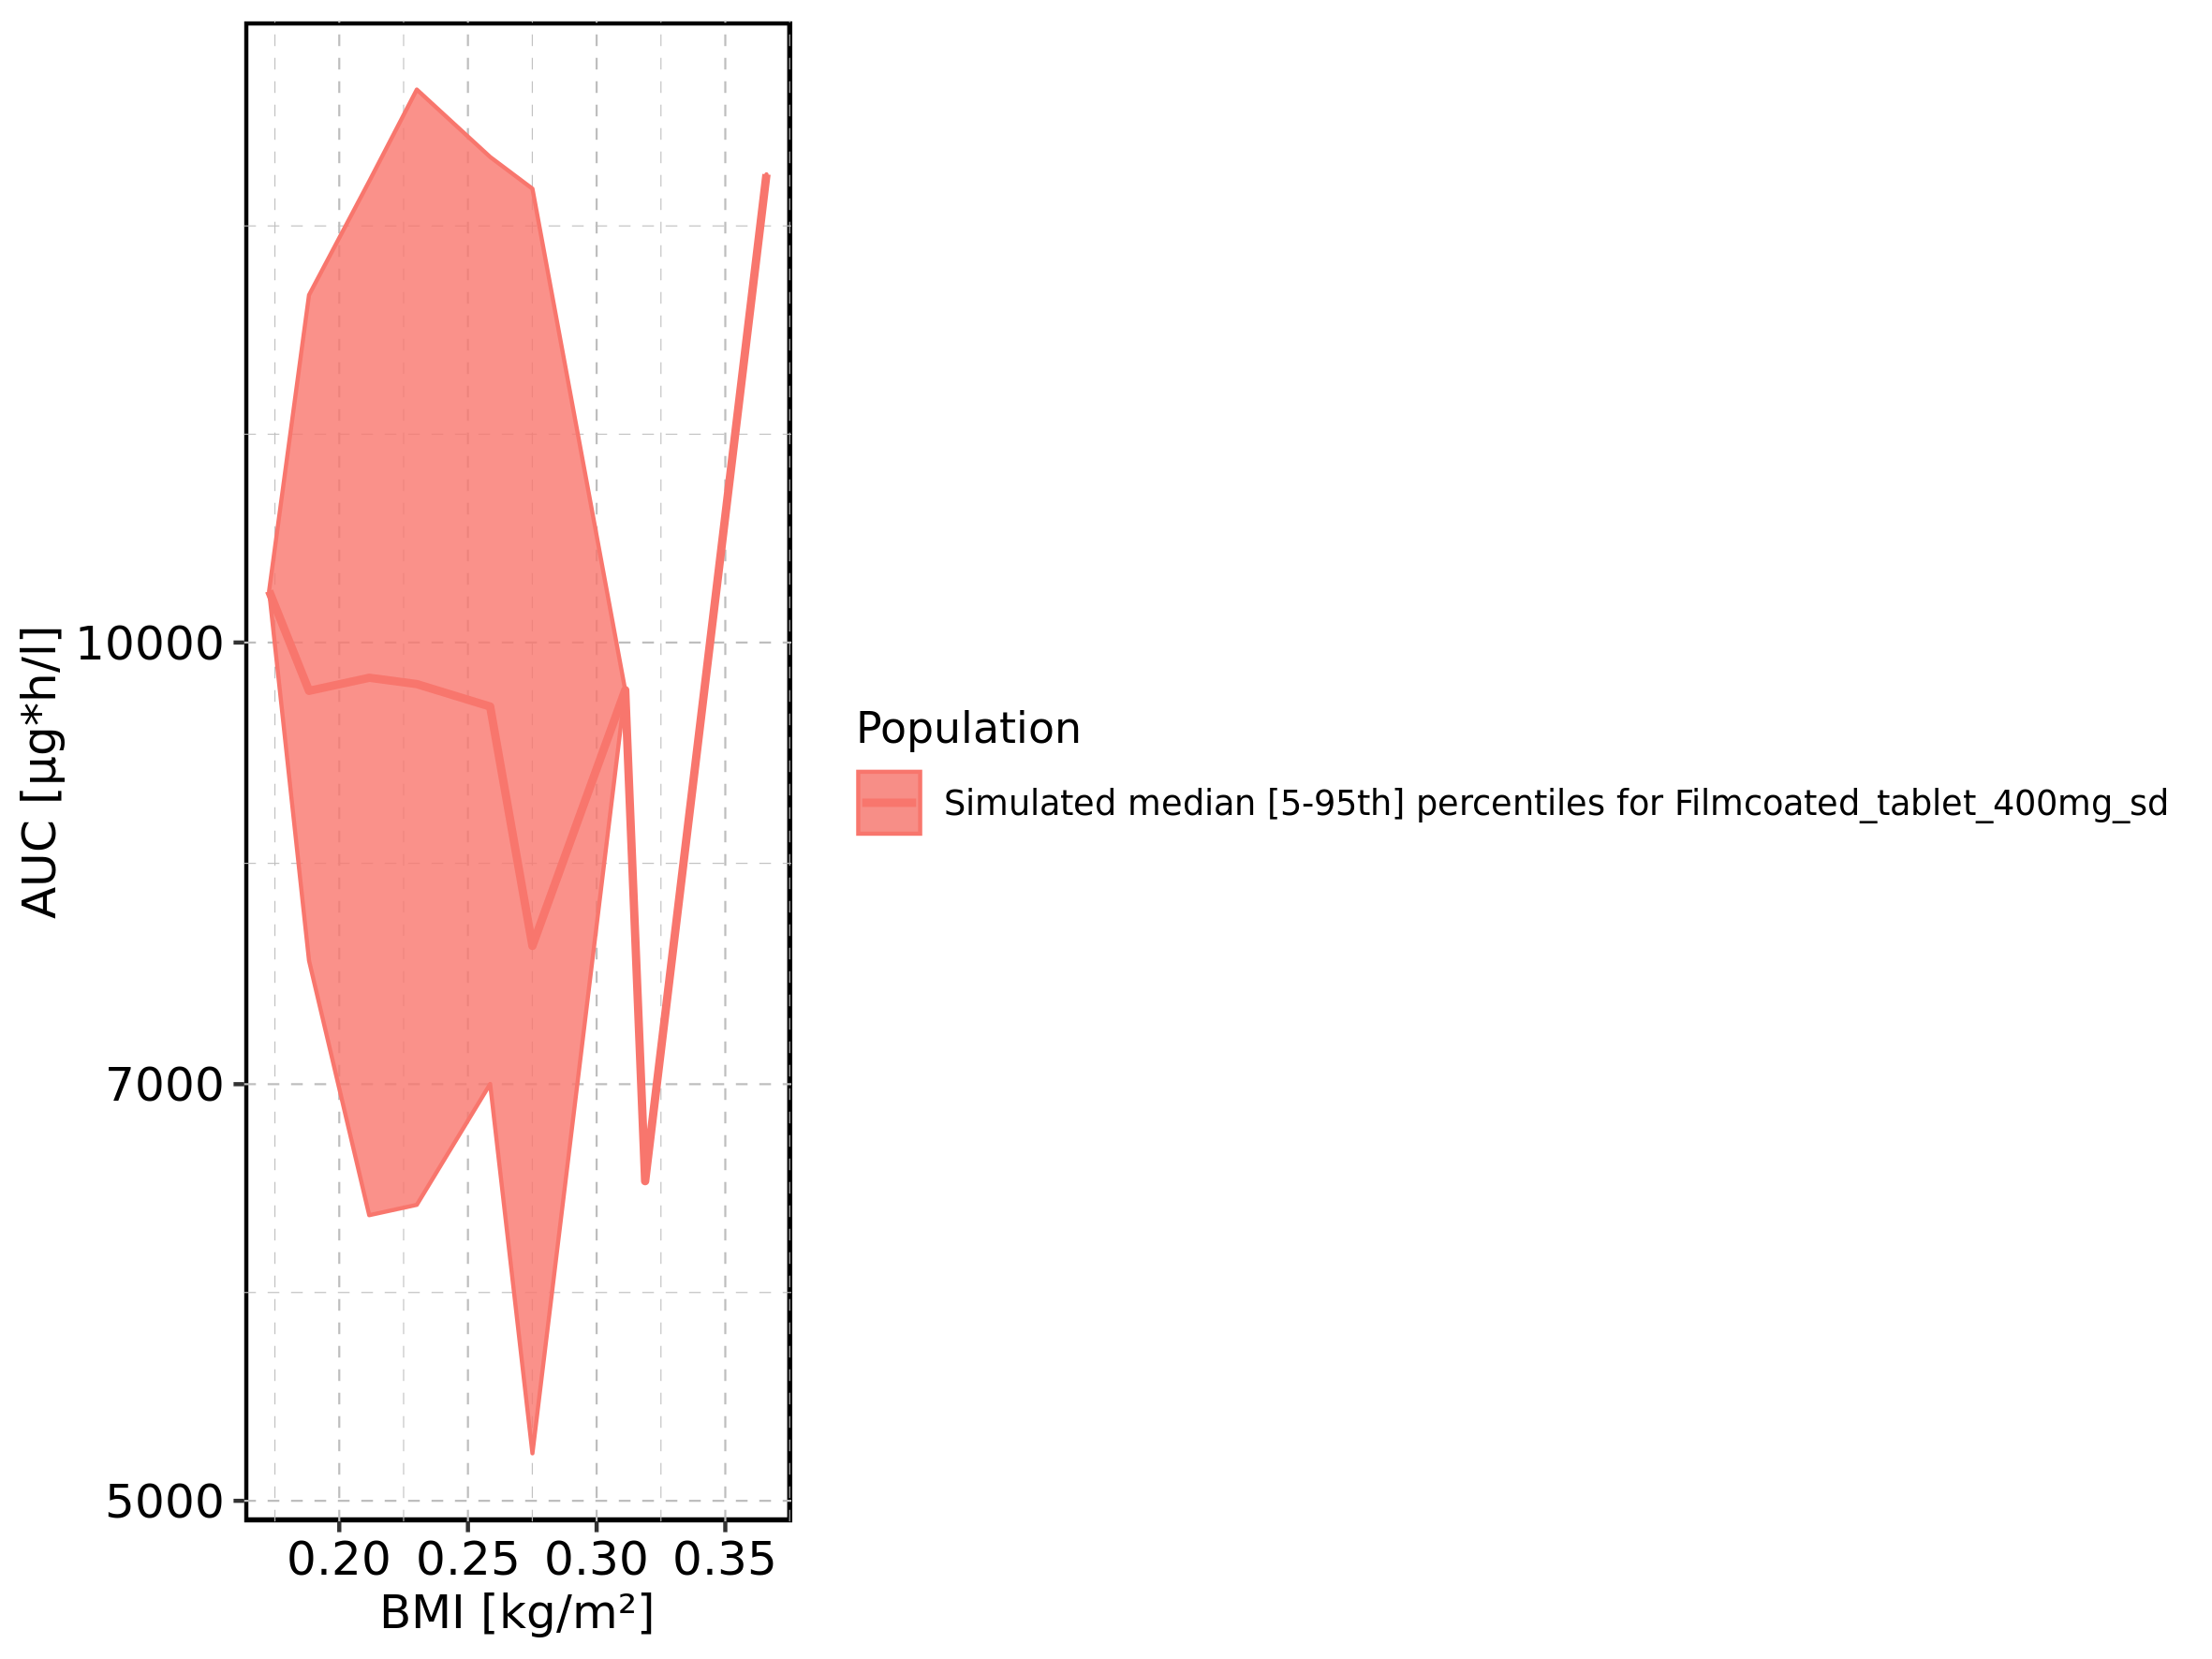 AUC [µg*h/l]
10000
7000
5000
0.20 0.25 0.30 0.35
BMI [kg/m²]
Population
Simulated median [5-95th] percentiles for Filmcoated_tablet_400mg_sd